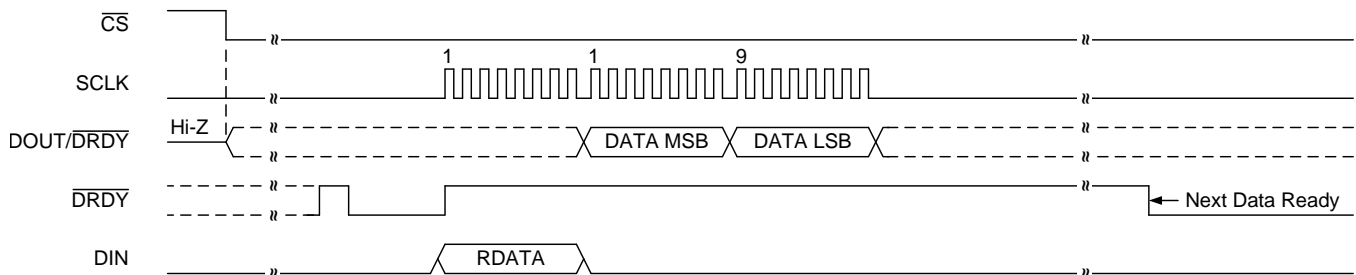 CS
1 1 9
SCLK
Hi-Z
DOUT/DRDY DATA MSB DATA LSB
DRDY Next Data Ready
DIN RDATA